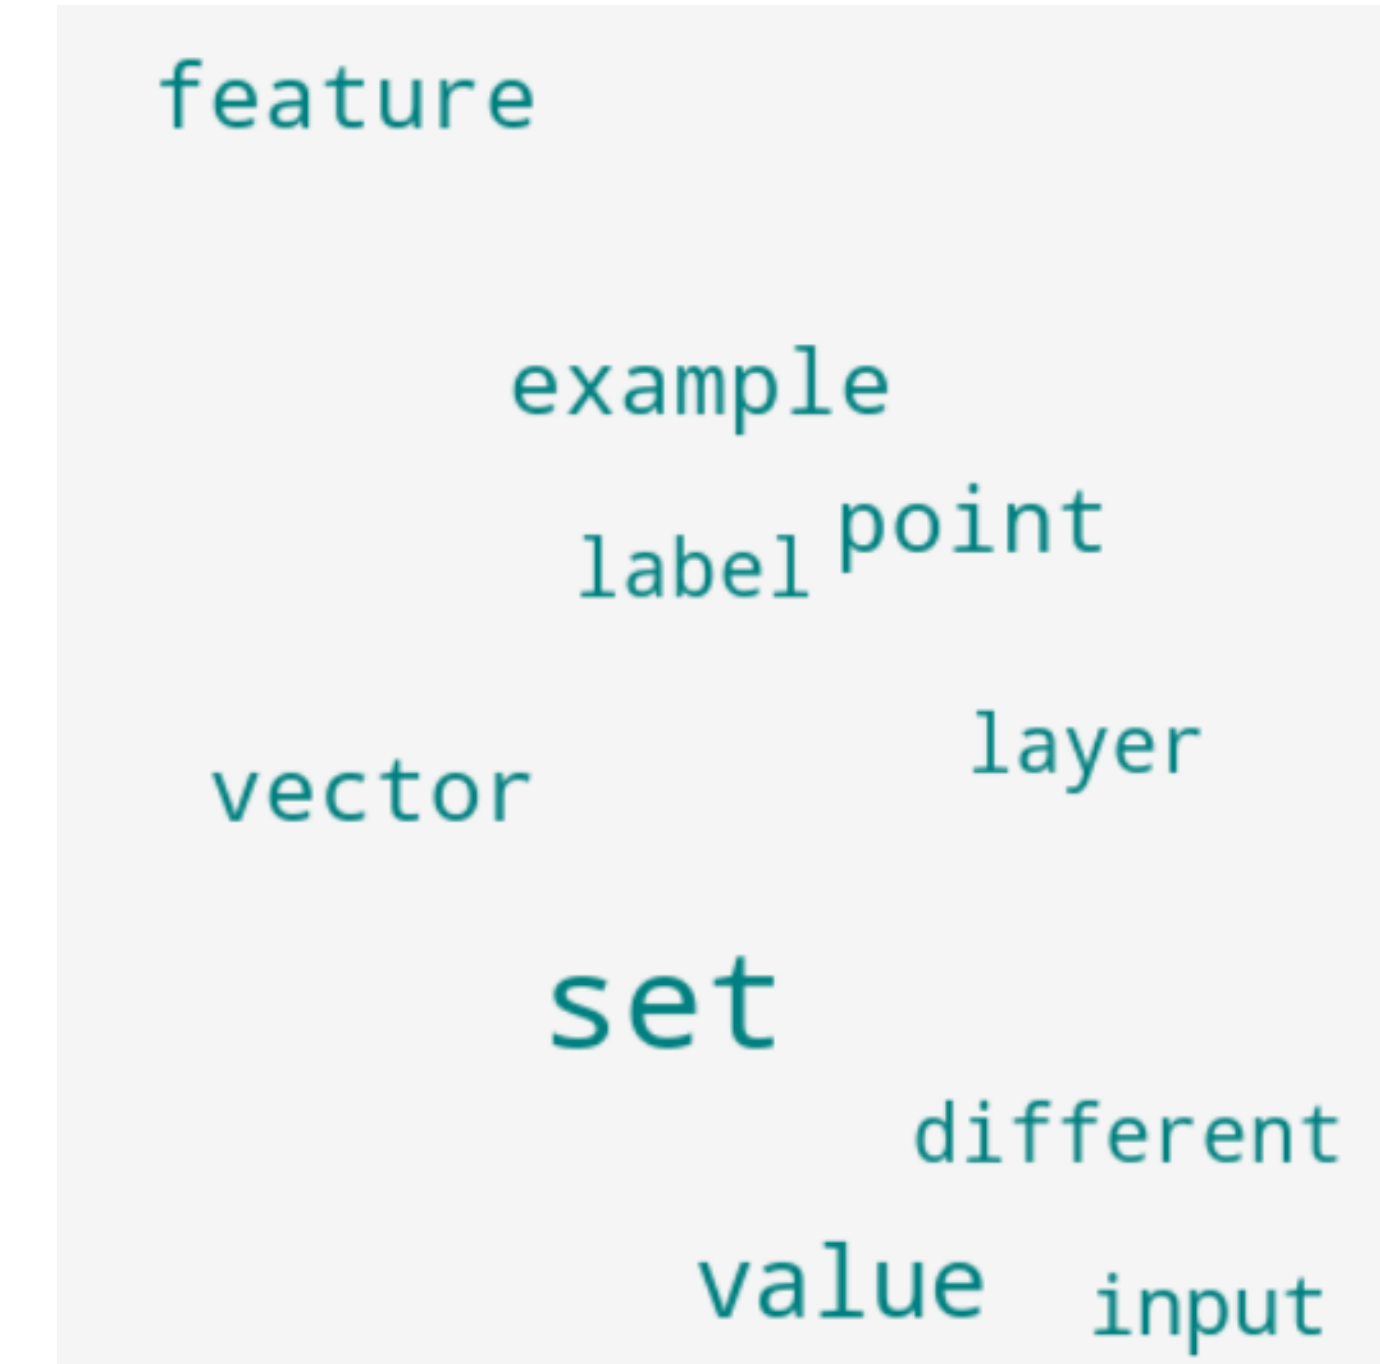 feature
example
point
label
layer
vector
set
different
value
input